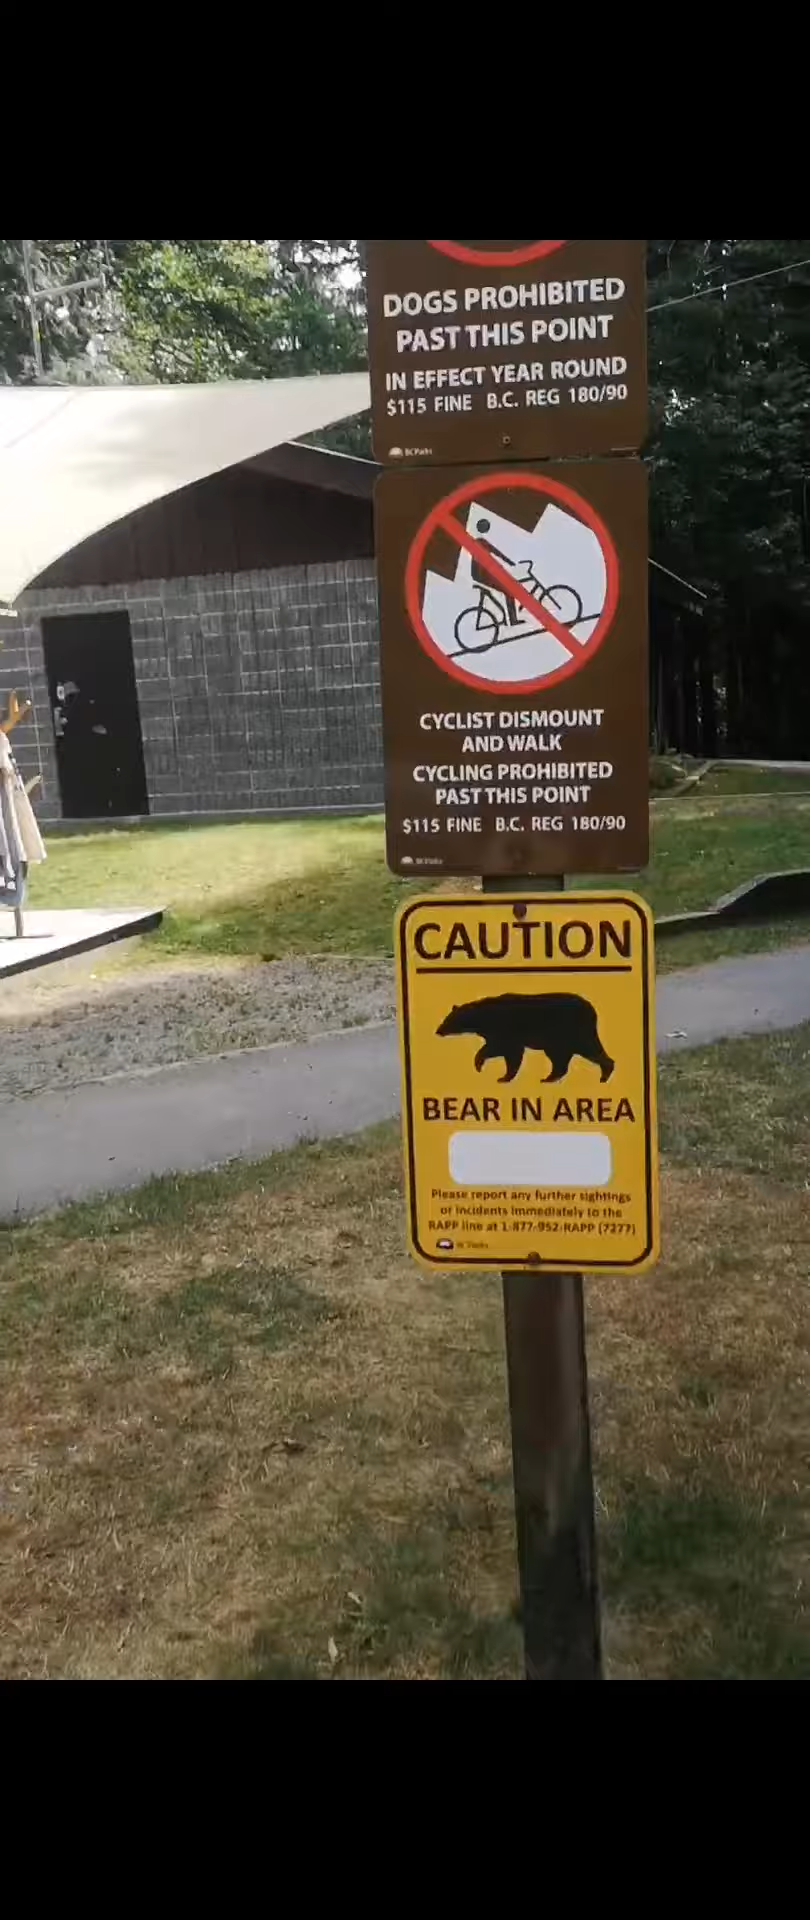 DOGS PROHIBITED
PAST THIS POINT
IN EFFECT YEAR ROUND
$115 FINE B.C. REG 180/90
BC Parks
CYCLIST DISMOUNT
AND WALK
CYCLING PROHIBITED
PAST THIS POINT
$115 FINE B.C. REG 180/90
BC Parks
CAUTION
BEAR IN AREA
Please report any further sightings
or incidents immediately to the
RAPP line at 1-877-952-RAPP (7277)
BC Parks